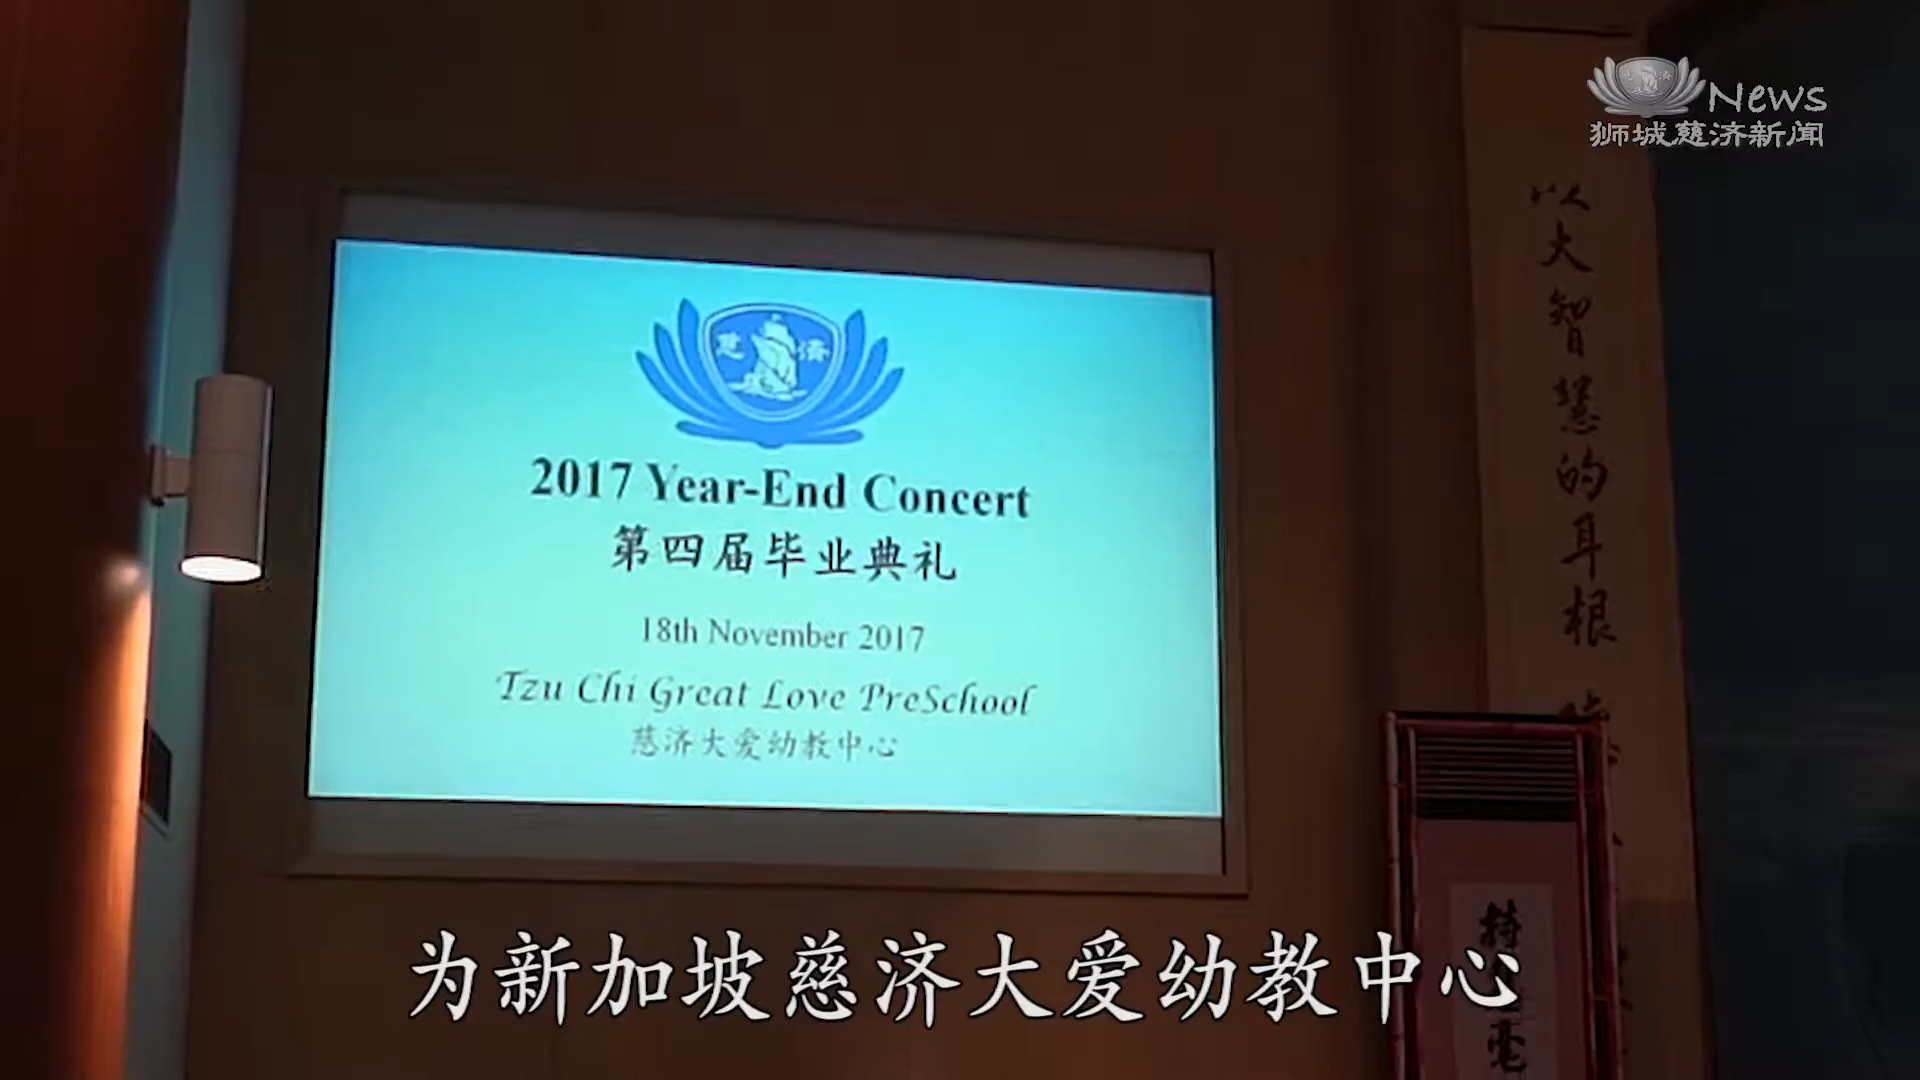 News
狮城慈济新闻
慈 济
2017 Year-End Concert
第四届毕业典礼
18th November 2017
Tzu Chi Great Love PreSchool
慈济大爱幼教中心
以大智慧的耳根
为新加坡慈济大爱幼教中心